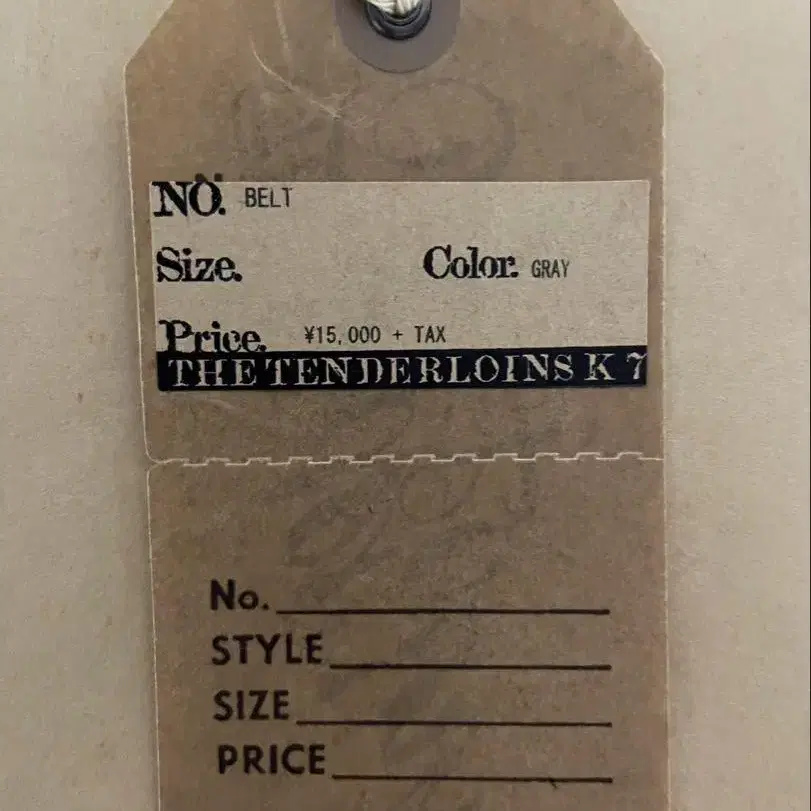 NO. BELT
Size. Color. GRAY
Price. ¥15,000 + TAX
THE TENDERLOINS K 7
No.
STYLE
SIZE
PRICE